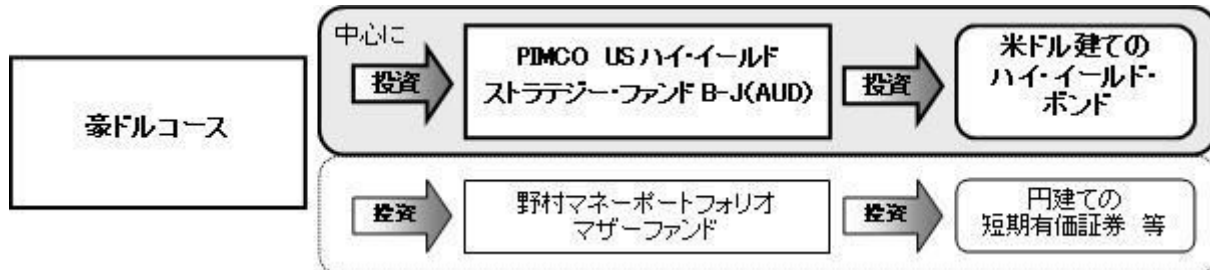 豪ドルコース
中心に
投資
PIMCO USハイ・イールド
ストラテジー・ファンドB-J(AUD)
投資
米ドル建ての
ハイ・イールド・
ボンド
投資
野村マネーポートフォリオ
マザーファンド
投資
円建ての
短期有価証券 等